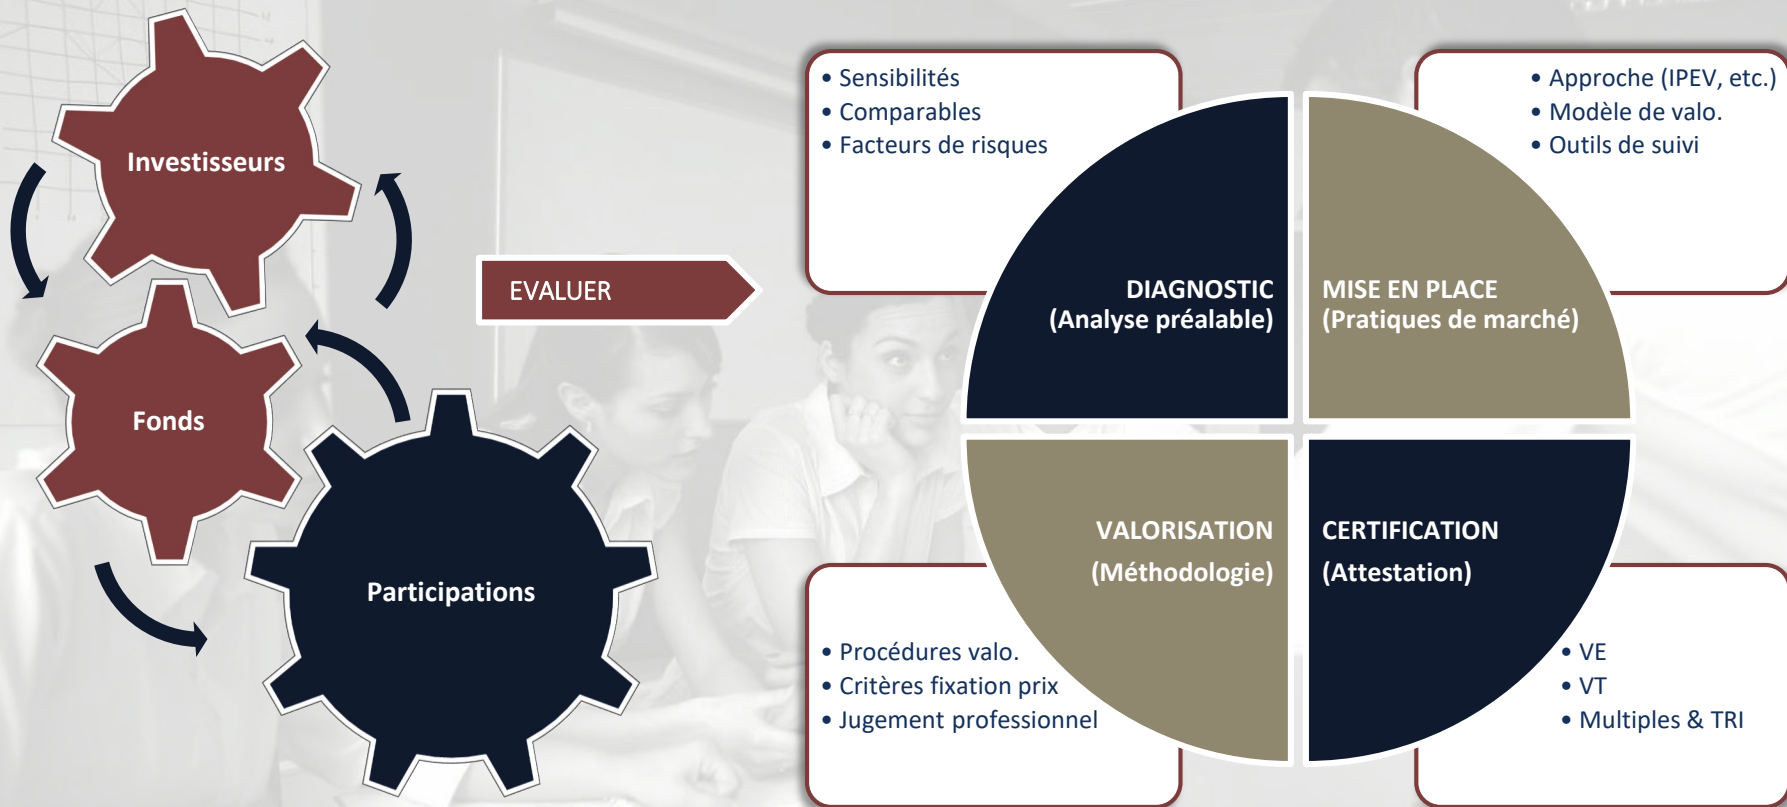 Investisseurs
Fonds
Participations
EVALUER
• Sensibilités
• Comparables
• Facteurs de risques
• Approche (IPEV, etc.)
• Modèle de valo.
• Outils de suivi
DIAGNOSTIC
(Analyse préalable)
MISE EN PLACE
(Pratiques de marché)
VALORISATION
(Méthodologie)
CERTIFICATION
(Attestation)
• Procédures valo.
• Critères fixation prix
• Jugement professionnel
• VE
• VT
• Multiples & TRI